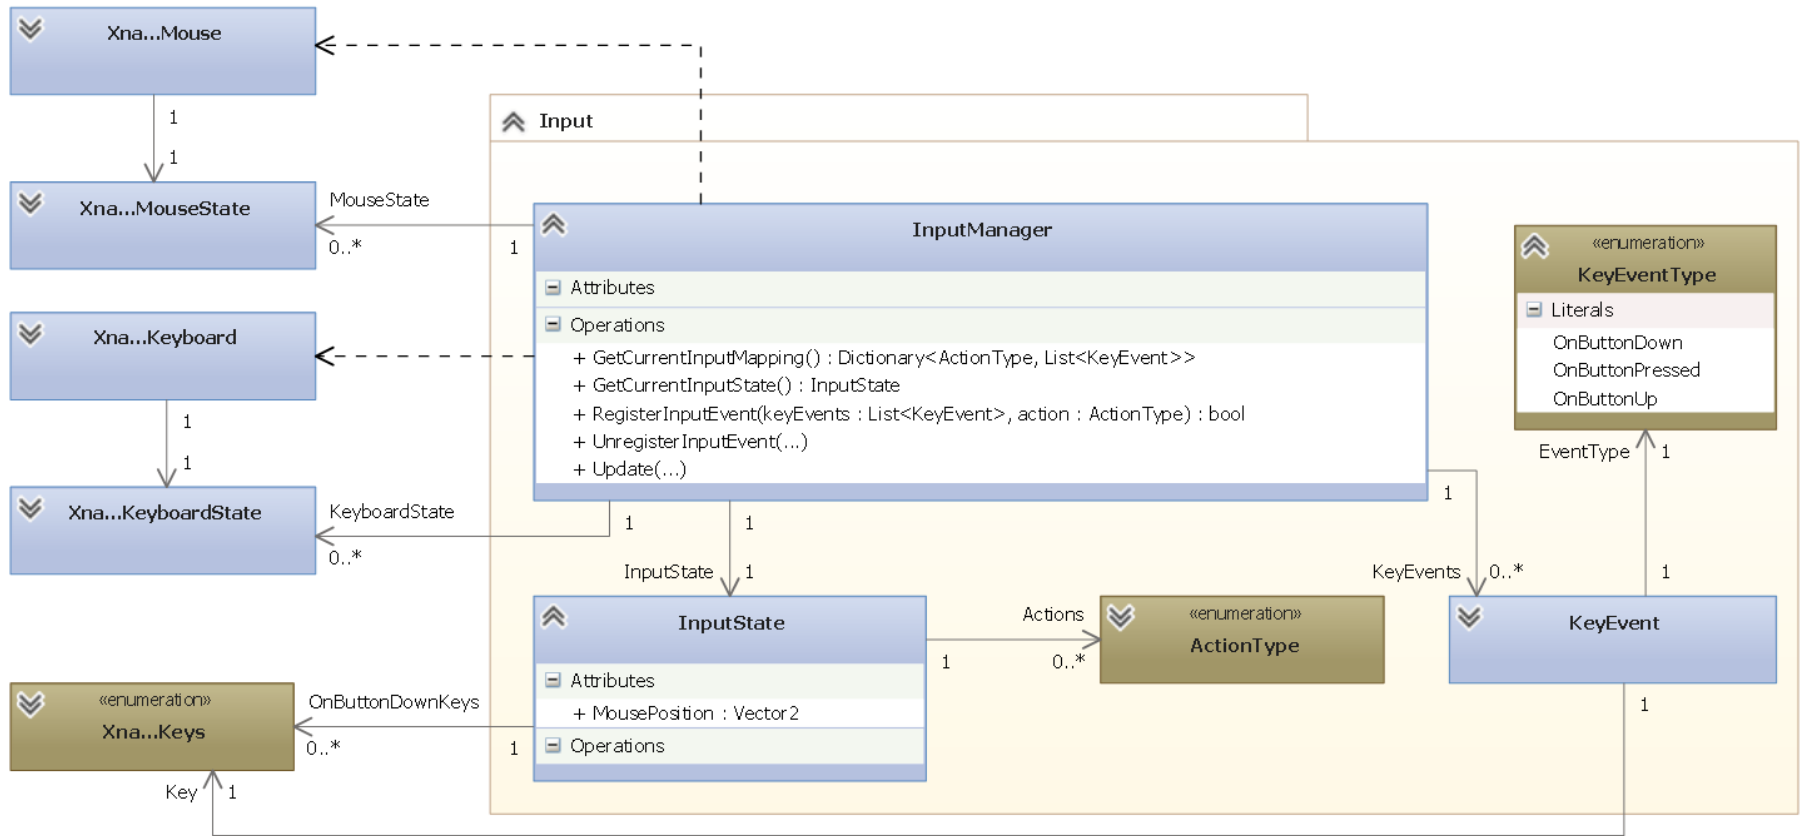 Xna...Mouse
1
1
Input
Xna...MouseState
MouseState
0..*
1
InputManager
Attributes
Operations
+ GetCurrentInputMapping() : Dictionary<ActionType, List<KeyEvent>>
+ GetCurrentInputState() : InputState
+ RegisterInputEvent(keyEvents : List<KeyEvent>, action : ActionType) : bool
+ UnregisterInputEvent(...)
+ Update(...)
«enumeration»
KeyEventType
Literals
OnButtonDown
OnButtonPressed
OnButtonUp
EventType
1
1
Xna...Keyboard
1
1
Xna...KeyboardState
KeyboardState
0..*
1
1
InputState
1
1
KeyEvents
0..*
InputState
Attributes
+ MousePosition : Vector2
Operations
Actions
1
0..*
«enumeration»
ActionType
KeyEvent
1
«enumeration»
Xna...Keys
OnButtonDownKeys
0..*
1
Key
1